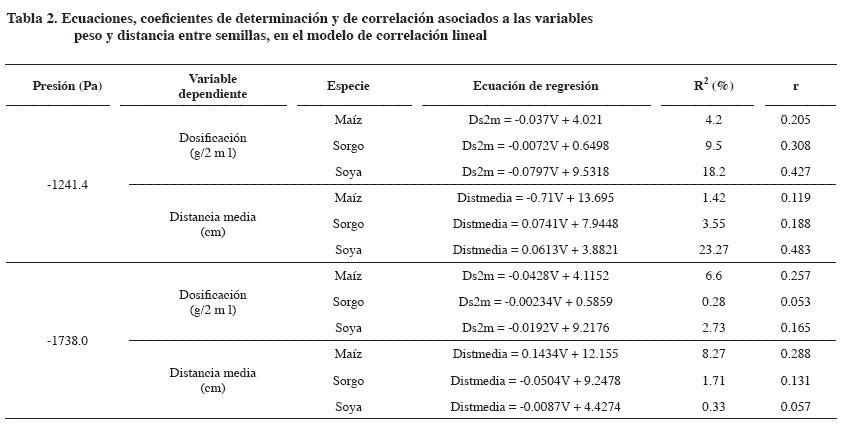 Tabla 2. Ecuaciones, coeficientes de determinación y de correlación asociados a las variables
peso y distancia entre semillas, en el modelo de correlación lineal
Presión (Pa) Variable dependiente Especie Ecuación de regresión R² (%) r
-1241.4
Dosificación
(g/2 m l)
Maíz Ds2m = -0.037V + 4.021 4.2 0.205
Sorgo Ds2m = -0.0072V + 0.6498 9.5 0.308
Soya Ds2m = -0.0797V + 9.5318 18.2 0.427
Distancia media
(cm)
Maíz Distmedia = -0.71V + 13.695 1.42 0.119
Sorgo Distmedia = 0.0741V + 7.9448 3.55 0.188
Soya Distmedia = 0.0613V + 3.8821 23.27 0.483
-1738.0
Dosificación
(g/2 m l)
Maíz Ds2m = -0.0428V + 4.1152 6.6 0.257
Sorgo Ds2m = -0.00234V + 0.5859 0.28 0.053
Soya Ds2m = -0.0192V + 9.2176 2.73 0.165
Distancia media
(cm)
Maíz Distmedia = 0.1434V + 12.155 8.27 0.288
Sorgo Distmedia = -0.0504V + 9.2478 1.71 0.131
Soya Distmedia = -0.0087V + 4.4274 0.33 0.057